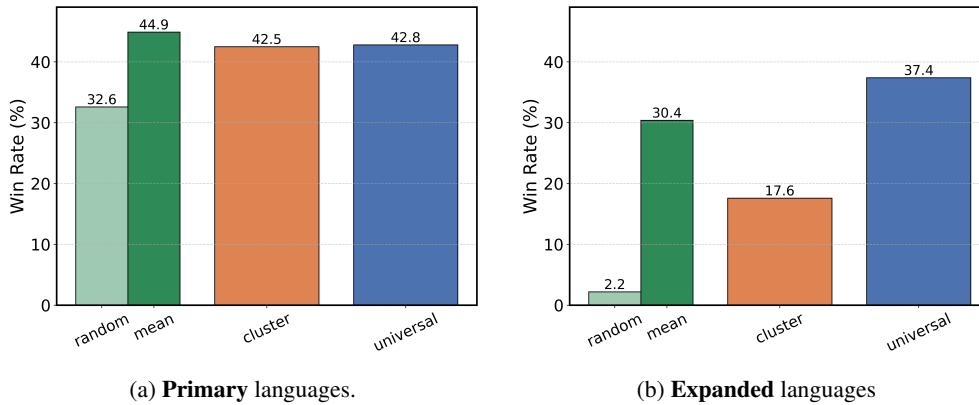 44.9
42.5
42.8
32.6
40
30
20
10
0
Win Rate (%)
random
mean
cluster
universal
(a) Primary languages.
37.4
30.4
17.6
2.2
40
30
20
10
0
Win Rate (%)
random
mean
cluster
universal
(b) Expanded languages